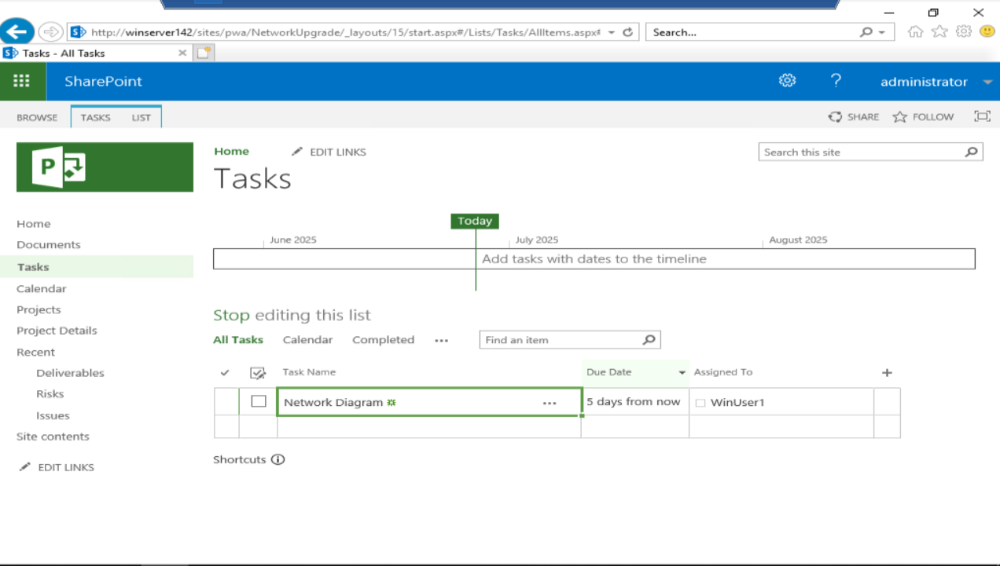 http://winserver142/sites/pwa/NetworkUpgrade/_layouts/15/start.aspx#/Lists/Tasks/AllItems.aspx#
Search...
Tasks - All Tasks
SharePoint
administrator
BROWSE
TASKS
LIST
SHARE
FOLLOW
Home
EDIT LINKS
Search this site
Tasks
Today
June 2025
July 2025
August 2025
Add tasks with dates to the timeline
Home
Documents
Tasks
Calendar
Projects
Project Details
Recent
Deliverables
Risks
Issues
Site contents
EDIT LINKS
Stop editing this list
All Tasks
Calendar
Completed
...
Find an item
Task Name
Due Date
Assigned To
Network Diagram
...
5 days from now
WinUser1
Shortcuts